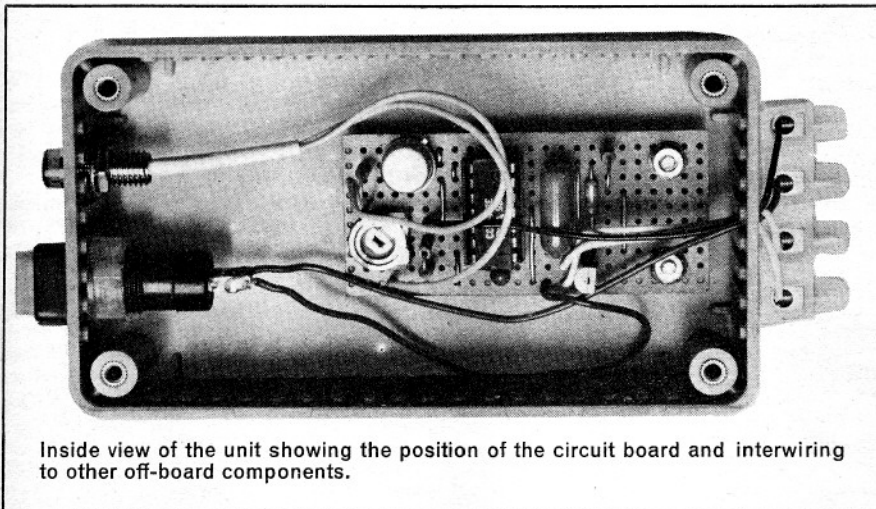 Inside view of the unit showing the position of the circuit board and interwiring
to other off-board components.